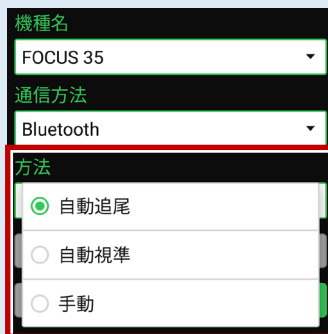 機種名
FOCUS 35
通信方法
Bluetooth
方法
自動追尾
自動視準
手動